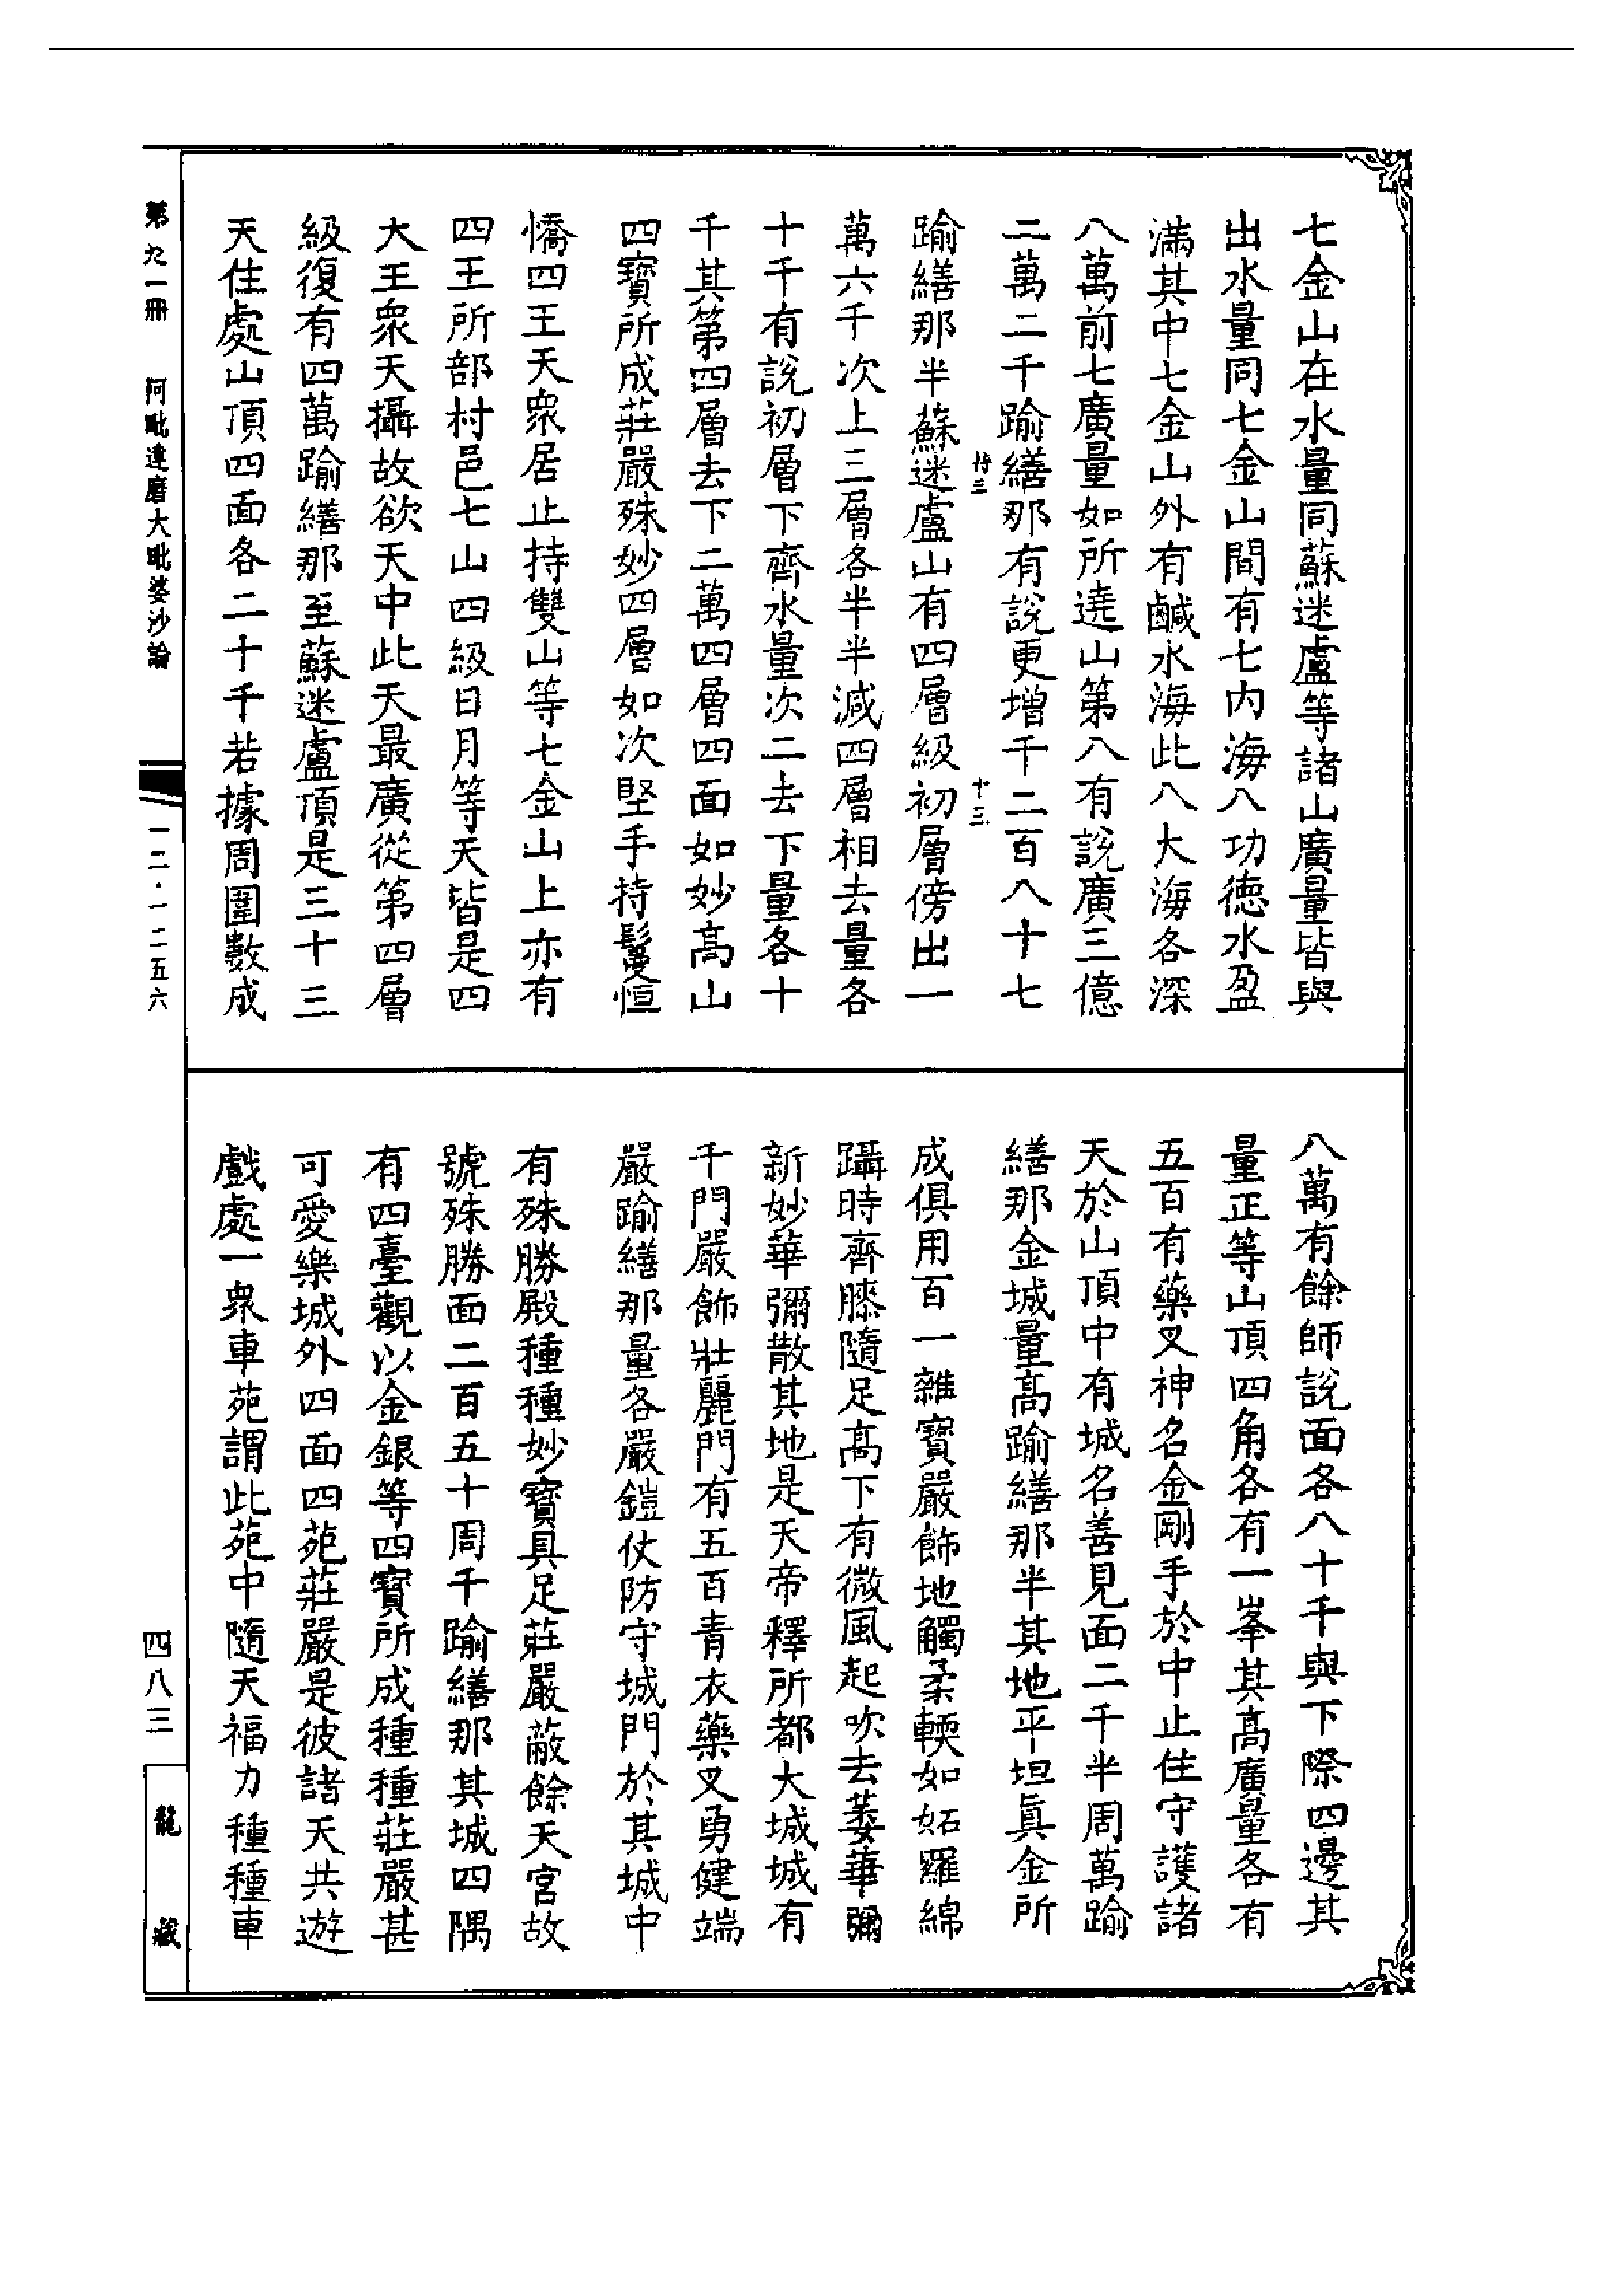 七金山在水量同蘇迷盧等諸山廣量皆與
出水量同七金山間有七內海八功德水盈
滿其中七金山外有鹹水海此八大海各深
八萬前七廣量如所遶山第八有說廣三億
二萬二千踰繕那有說更增千二百八十七
踰繕那半蘇迷盧山有四層級初層傍出一
萬六千次上三層各半半減四層相去量各
十千有說初層下齊水量次二去下量各十
千其第四層去下二萬四層四面如妙高山
四寶所成莊嚴殊妙四層如次堅手持鬘恒
憍四王天眾居止持雙山等七金山上亦有
四王所部村邑七山四級日月等天皆是四
大王眾天攝故欲天中此天最廣從第四層
級復有四萬踰繕那至蘇迷盧頂是三十三
天住處山頂四面各二十千若據周圍數成
八萬有餘師說面各八十千與下際四邊其
量正等山頂四角各有一峯其高廣量各有
五百有藥叉神名金剛手於中止住守護諸
天於山頂中有城名善見面二千半周萬踰
繕那金城量高踰繕那半其地平坦真金所
成俱用百一雜寶嚴飾地觸柔輭如妬羅綿
躡時齊膝隨足高下有微風起吹去萎華彌
新妙華彌散其地是天帝釋所都大城城有
千門嚴飾壯麗門有五百青衣藥叉勇健端
嚴踰繕那量各嚴鎧仗防守城門於其城中
有殊勝殿種種妙寶具足莊嚴蔽餘天宮故
號殊勝面二百五十周千踰繕那其城四隅
有四臺觀以金銀等四寶所成種種莊嚴甚
可愛樂城外四面四苑莊嚴是彼諸天共遊
戲處一眾車苑謂此苑中隨天福力種種車
持三
十三
第九一冊
阿毗達磨大毗婆沙論
一二·一二五六
四八三
龍藏